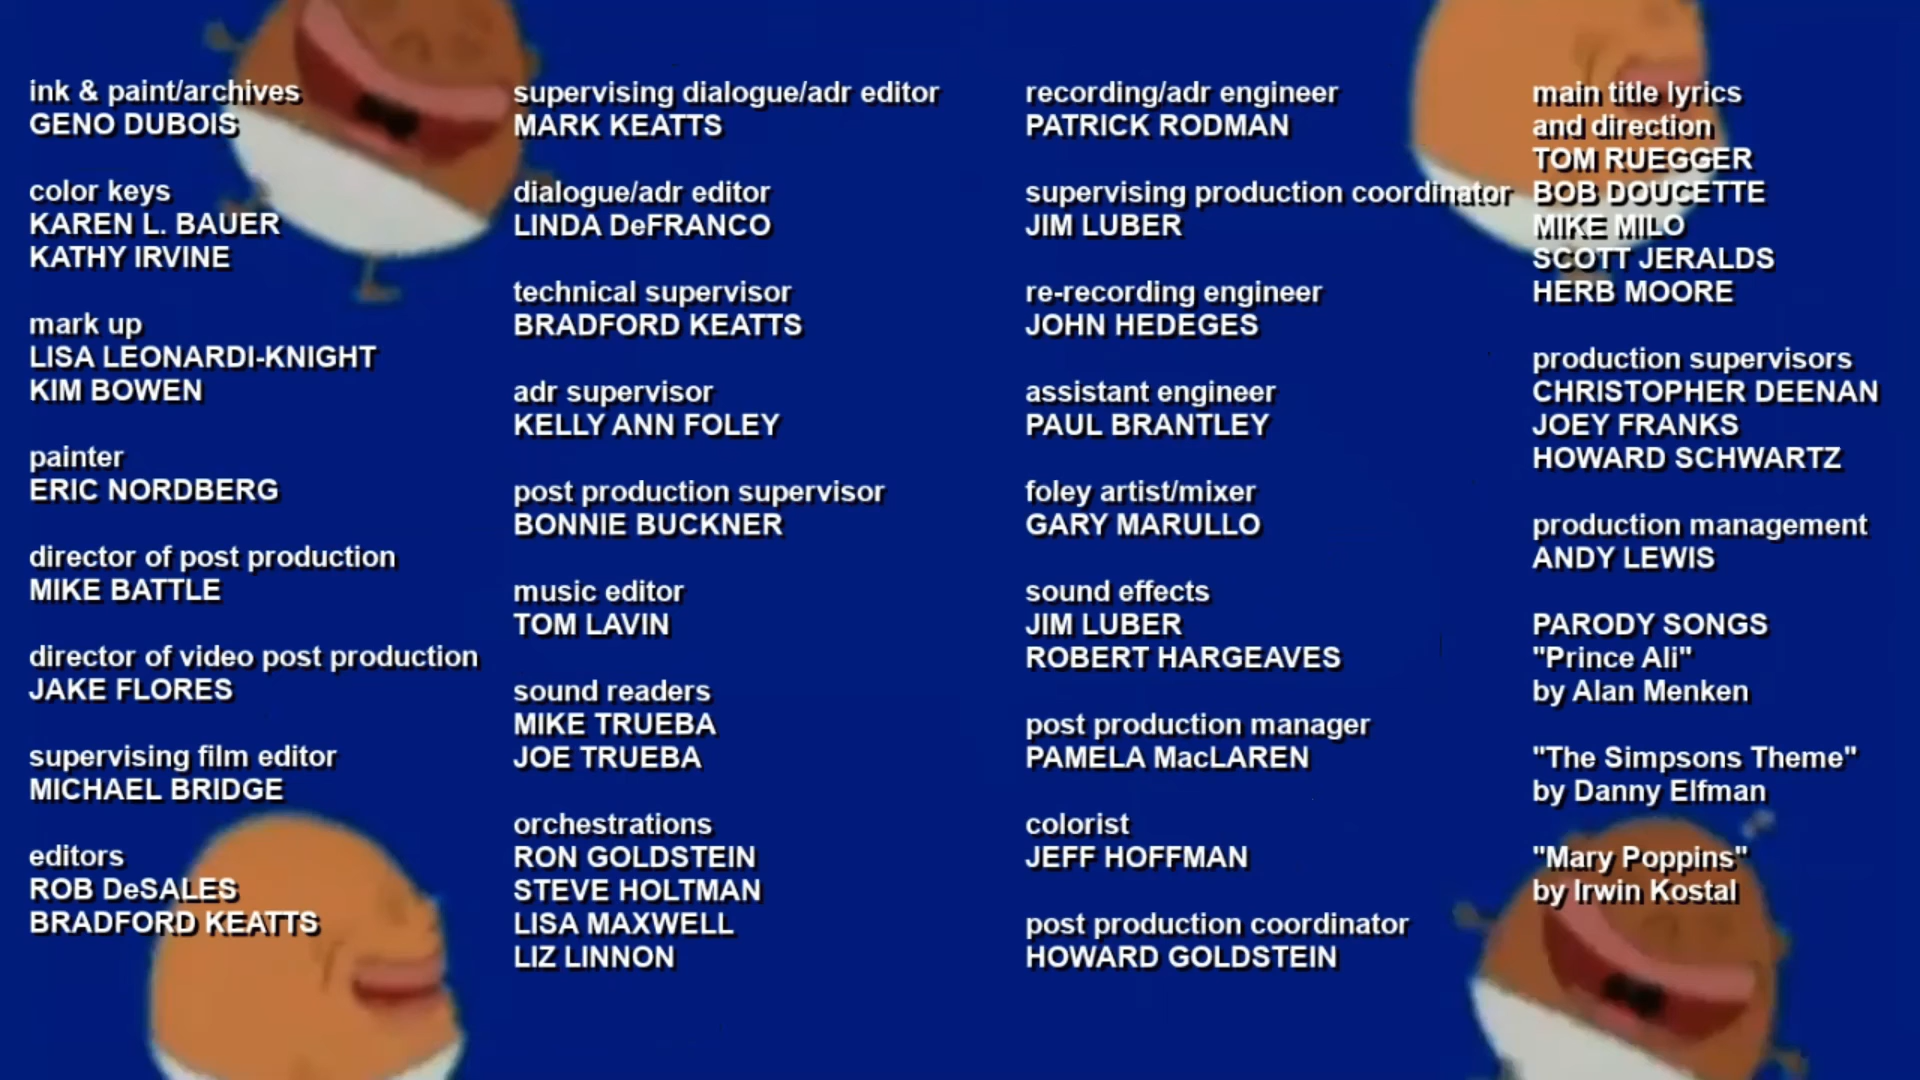 ink & paint/archives
GENO DUBOIS
color keys
KAREN L. BAUER
KATHY IRVINE
mark up
LISA LEONARDI-KNIGHT
KIM BOWEN
painter
ERIC NORDBERG
director of post production
MIKE BATTLE
director of video post production
JAKE FLORES
supervising film editor
MICHAEL BRIDGE
editors
ROB DeSALES
BRADFORD KEATTS
supervising dialogue/adr editor
MARK KEATTS
dialogue/adr editor
LINDA DeFRANCO
technical supervisor
BRADFORD KEATTS
adr supervisor
KELLY ANN FOLEY
post production supervisor
BONNIE BUCKNER
music editor
TOM LAVIN
sound readers
MIKE TRUEBA
JOE TRUEBA
orchestrations
RON GOLDSTEIN
STEVE HOLTMAN
LISA MAXWELL
LIZ LINNON
recording/adr engineer
PATRICK RODMAN
supervising production coordinator
JIM LUBER
re-recording engineer
JOHN HEDEGES
assistant engineer
PAUL BRANTLEY
foley artist/mixer
GARY MARULLO
sound effects
JIM LUBER
ROBERT HARGEAVES
post production manager
PAMELA MacLAREN
colorist
JEFF HOFFMAN
post production coordinator
HOWARD GOLDSTEIN
main title lyrics
and direction
TOM RUEGGER
BOB DOUCETTE
MIKE MILO
SCOTT JERALDS
HERB MOORE
production supervisors
CHRISTOPHER DEENAN
JOEY FRANKS
HOWARD SCHWARTZ
production management
ANDY LEWIS
PARODY SONGS
"Prince Ali"
by Alan Menken
"The Simpsons Theme"
by Danny Elfman
"Mary Poppins"
by Irwin Kostal